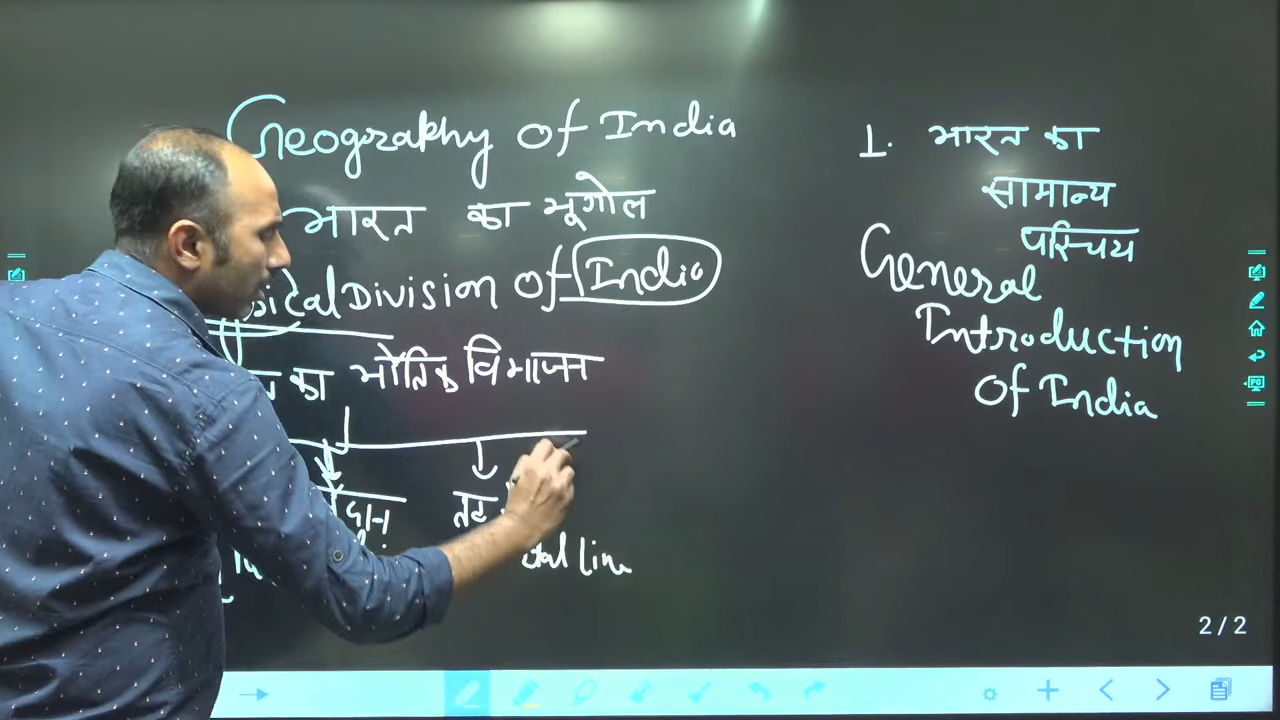 Geography Of India
भारत का भूगोल
Division of India
का भौतिक विभाजन
तट
line
1. भारत का
सामान्य
परिचय
General
Introduction
Of India
2/2